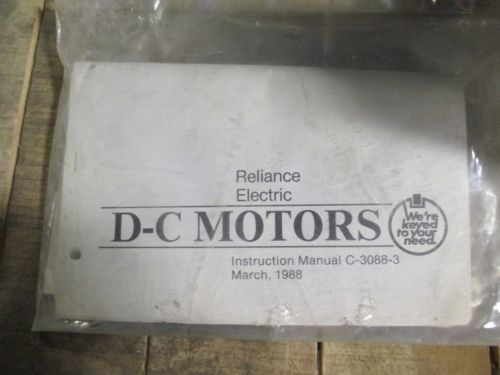 Reliance
Electric
D-C MOTORS
We're
keyed
to your
need.
Instruction Manual C-3088-3
March, 1988